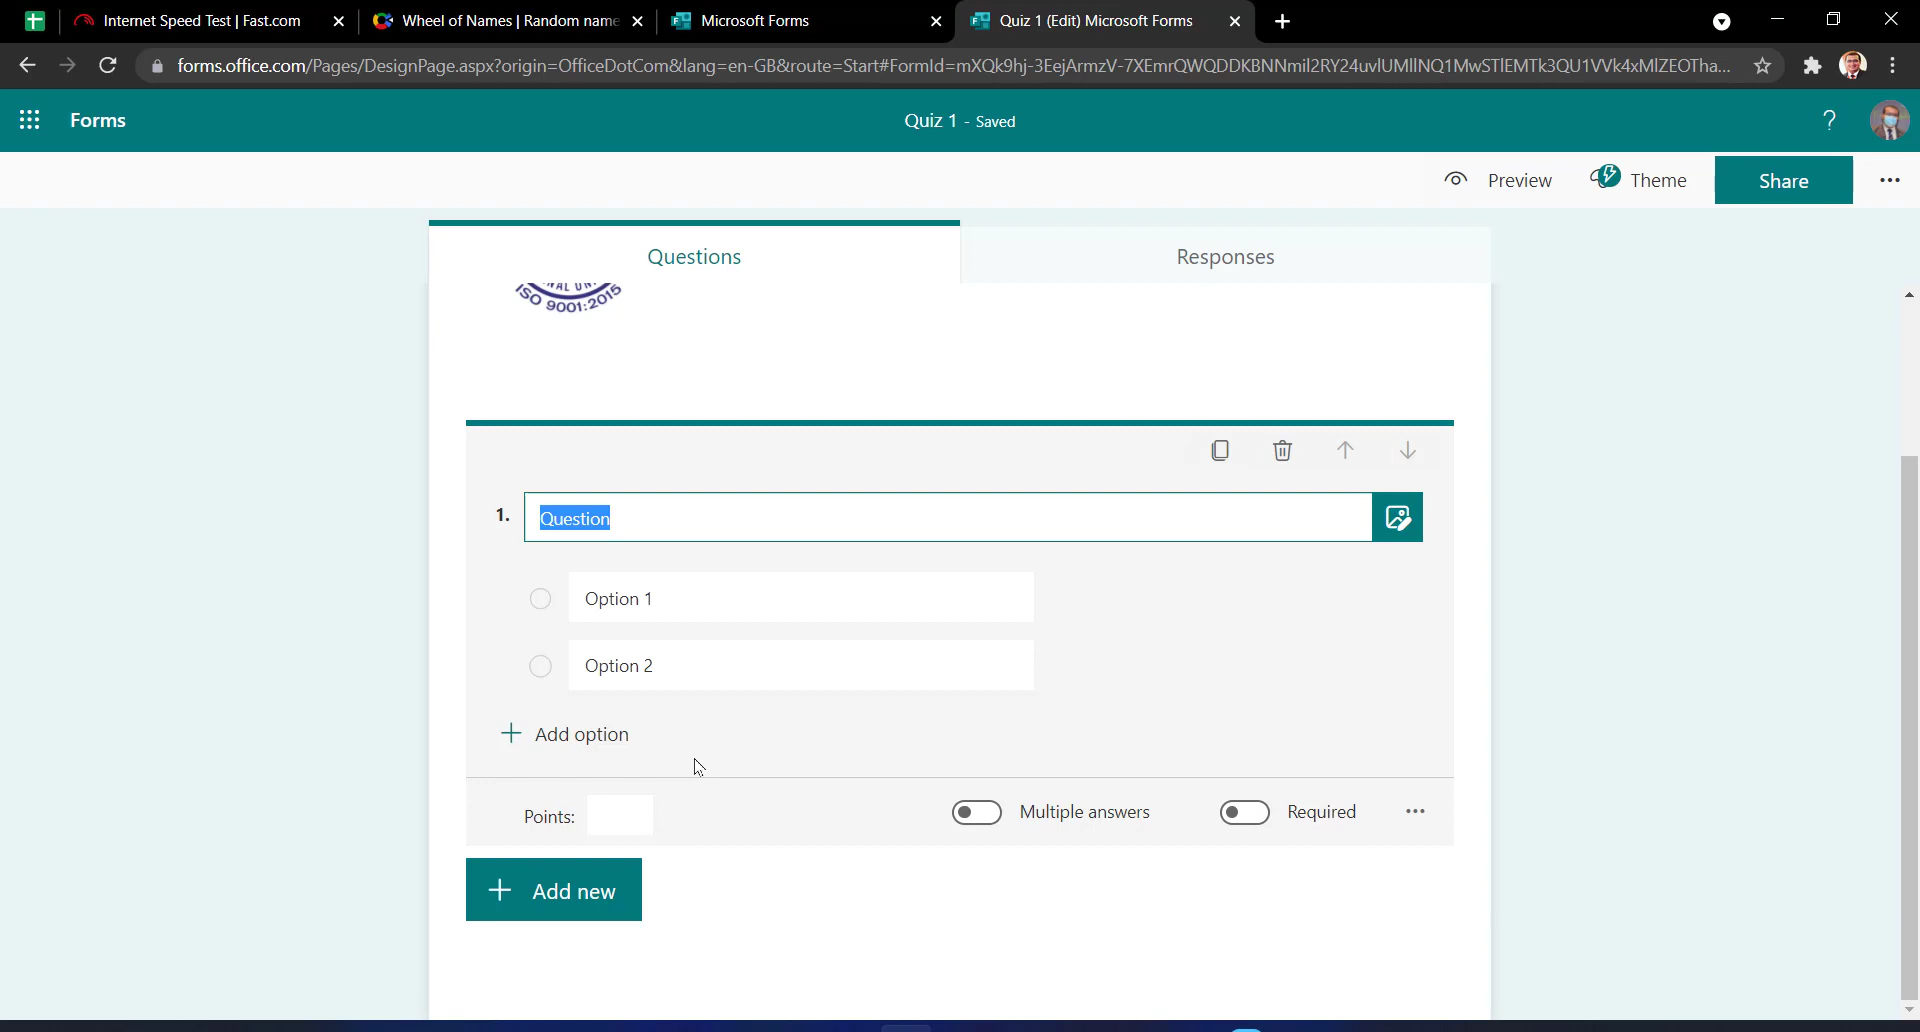 Internet Speed Test | Fast.com
Wheel of Names | Random name
Microsoft Forms
Quiz 1 (Edit) Microsoft Forms
forms.office.com/Pages/DesignPage.aspx?origin=OfficeDotCom&lang=en-GB&route=Start#FormId=mXQk9hj-3EejArmzV-7XEmrQWQDDKBNNmil2RY24uvlUMllNQ1MwSTlEMTk3QU1VVk4xMlZEOTha...
Forms
Quiz 1 - Saved
?
Preview
Theme
Share
Questions
Responses
ISO 9001:2015
1.
Question
Option 1
Option 2
Add option
Points:
Multiple answers
Required
Add new